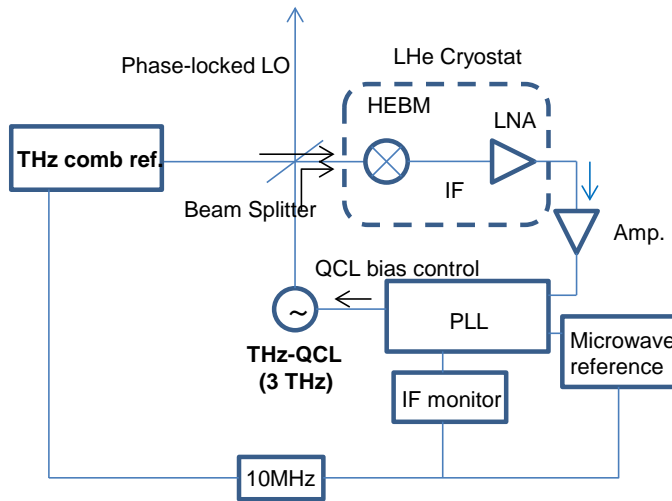 LHe Cryostat
Phase-locked LO
HEBM
LNA
THz comb ref.
IF
Beam Splitter
Amp.
QCL bias control
~
PLL
Microwave
reference
THz-QCL
(3 THz)
IF monitor
10MHz